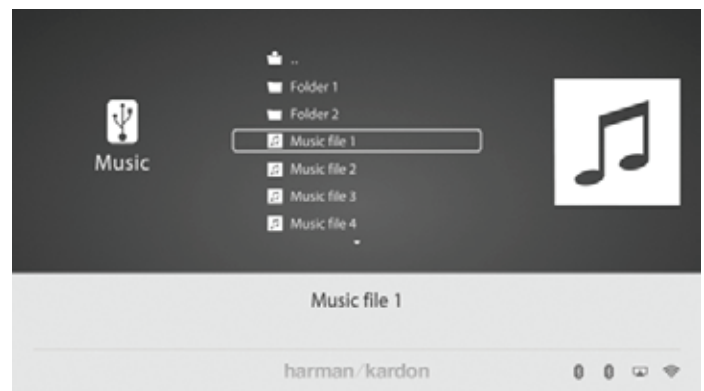 ..
Folder 1
Folder 2
Music file 1
Music
Music file 2
Music file 3
Music file 4
Music file 1
harman/kardon